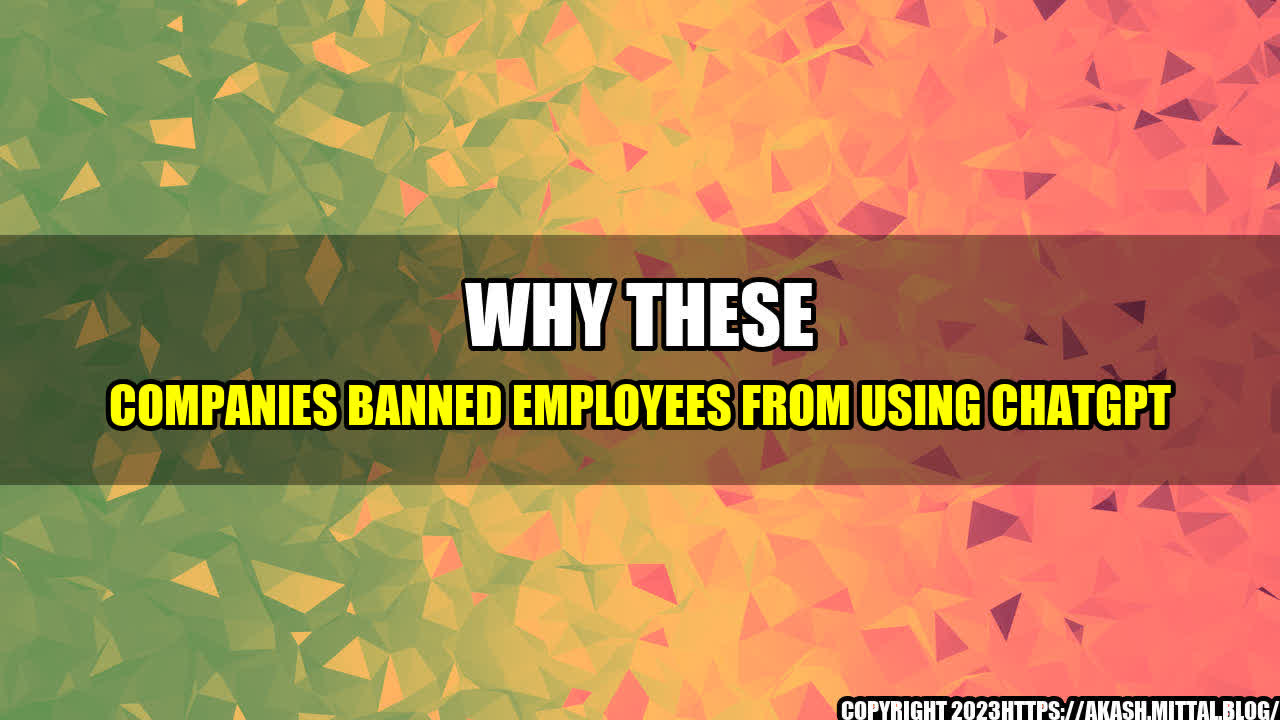 WHY THESE
COMPANIES BANNED EMPLOYEES FROM USING CHATGPT
COPYRIGHT 2023HTTPS://AKASH.MITTAL.BLOG/